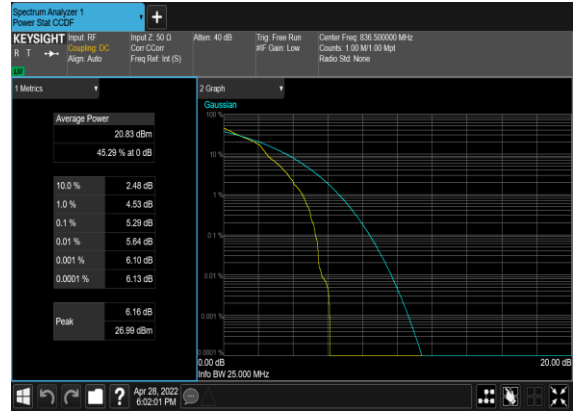 Spectrum Analyzer 1
Power Stat CCDF
KEYSIGHT
R T
Input: RF
Coupling: DC
Align: Auto
Input Z: 50 Ω
Corr CCorr
Freq Ref: Int (S)
Atten: 40 dB
Trig: Free Run
#IF Gain: Low
Center Freq: 836.500000 MHz
Counts: 1.00 M/1.00 Mpt
Radio Std: None
1 Metrics
Average Power
20.83 dBm
45.29 % at 0 dB
10.0 % 2.48 dB
1.0 % 4.53 dB
0.1 % 5.29 dB
0.01 % 5.64 dB
0.001 % 6.10 dB
0.0001 % 6.13 dB
Peak
6.16 dB
26.99 dBm
2 Graph
Gaussian
100 %
10 %
1 %
0.1 %
0.01 %
0.001 %
0.0001 %
0.00 dB
20.00 dB
Info BW 25.000 MHz
?
Apr 28, 2022
6:02:01 PM